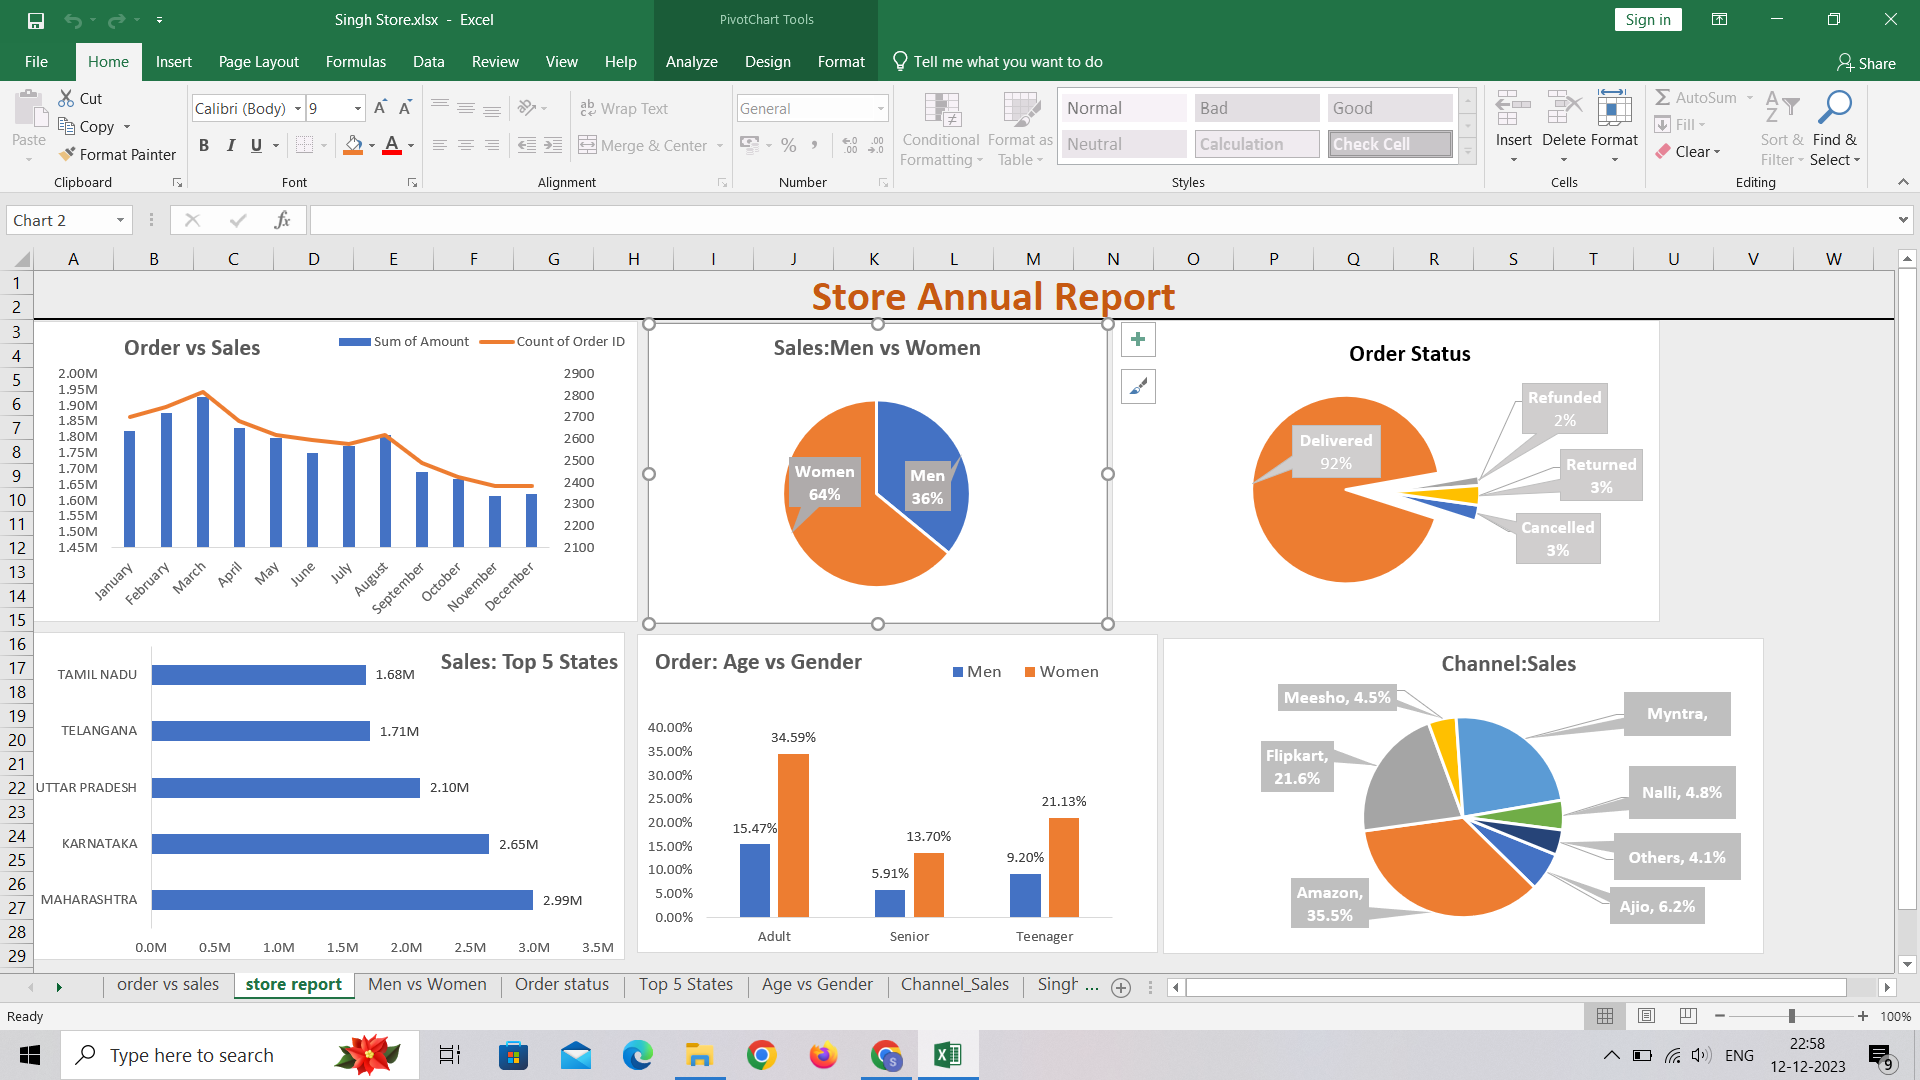 Singh Store.xlsx - Excel
PivotChart Tools
Sign in
File Home Insert Page Layout Formulas Data Review View Help Analyze Design Format Tell me what you want to do Share
Paste
Cut
Copy
Format Painter
Clipboard
Calibri (Body) 9 A A
B I U A
Font
ab Wrap Text
Merge & Center
Alignment
General
% ,
Number
Conditional
Formatting
Format as
Table
Normal Bad Good
Neutral Calculation Check Cell
Styles
Insert Delete Format
Cells
AutoSum
Fill
Clear
Sort &
Filter
Find &
Select
Editing
Chart 2 fx
A B C D E F G H I J K L M N O P Q R S T U V W
1
2
3
4
5
6
7
8
9
10
11
12
13
14
15
16
17
18
19
20
21
22
23
24
25
26
27
28
29
Store Annual Report
Order vs Sales
Sum of Amount Count of Order ID
2.00M
1.95M
1.90M
1.85M
1.80M
1.75M
1.70M
1.65M
1.60M
1.55M
1.50M
1.45M
2900
2800
2700
2600
2500
2400
2300
2200
2100
January February March April May June July August September October November December
Sales:Men vs Women
Women
64%
Men
36%
Order Status
Delivered
92%
Refunded
2%
Returned
3%
Cancelled
3%
Sales: Top 5 States
TAMIL NADU 1.68M
TELANGANA 1.71M
UTTAR PRADESH 2.10M
KARNATAKA 2.65M
MAHARASHTRA 2.99M
0.0M 0.5M 1.0M 1.5M 2.0M 2.5M 3.0M 3.5M
Order: Age vs Gender
Men Women
40.00%
35.00%
30.00%
25.00%
20.00%
15.00%
10.00%
5.00%
0.00%
15.47% 34.59%
5.91% 13.70%
9.20% 21.13%
Adult Senior Teenager
Channel:Sales
Meesho, 4.5%
Myntra,
Flipkart,
21.6%
Nalli, 4.8%
Others, 4.1%
Amazon,
35.5%
Ajio, 6.2%
order vs sales store report Men vs Women Order status Top 5 States Age vs Gender Channel_Sales Singh ...
Ready
100%
Type here to search
S
ENG
22:58
12-12-2023
9